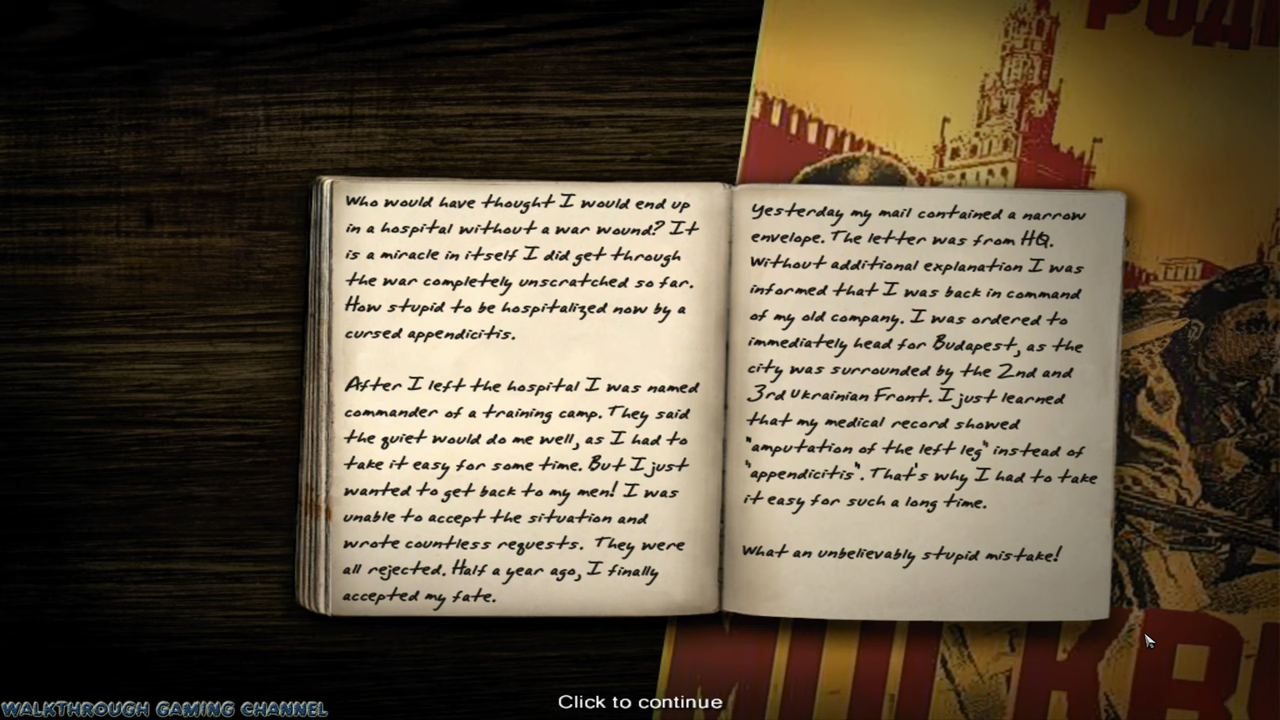 РОД
Who would have thought I would end up
in a hospital without a war wound? It
is a miracle in itself I did get through
the war completely unscratched so far.
How stupid to be hospitalized now by a
cursed appendicitis.
After I left the hospital I was named
commander of a training camp. They said
the quiet would do me well, as I had to
take it easy for some time. But I just
wanted to get back to my men! I was
unable to accept the situation and
wrote countless requests. They were
all rejected. Half a year ago, I finally
accepted my fate.
Yesterday my mail contained a narrow
envelope. The letter was from HQ.
Without additional explanation I was
informed that I was back in command
of my old company. I was ordered to
immediately head for Budapest, as the
city was surrounded by the 2nd and
3rd Ukrainian Front. I just learned
that my medical record showed
"amputation of the left leg" instead of
"appendicitis". That's why I had to take
it easy for such a long time.
What an unbelievably stupid mistake!
Click to continue
WALKTHROUGH GAMING CHANNEL